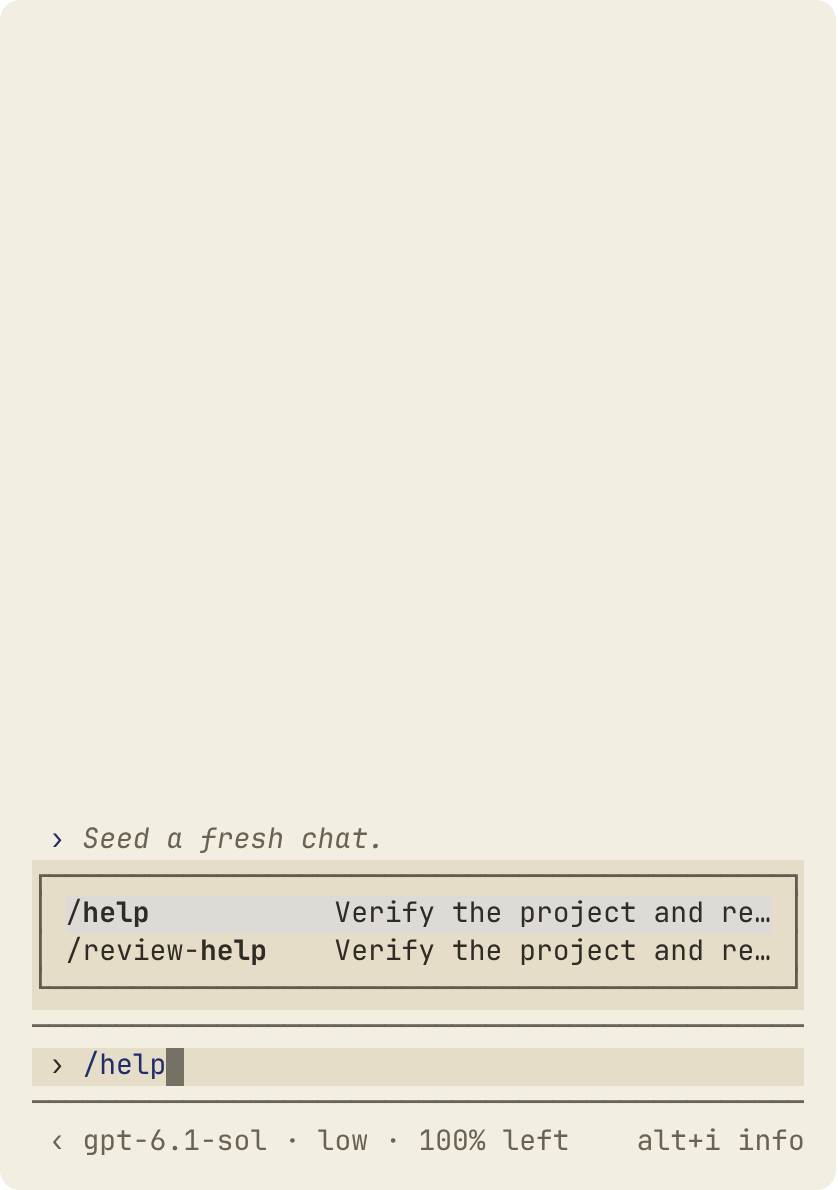 › Seed a fresh chat.
/help Verify the project and re…
/review-help Verify the project and re…
› /help
‹ gpt-6.1-sol · low · 100% left alt+i info